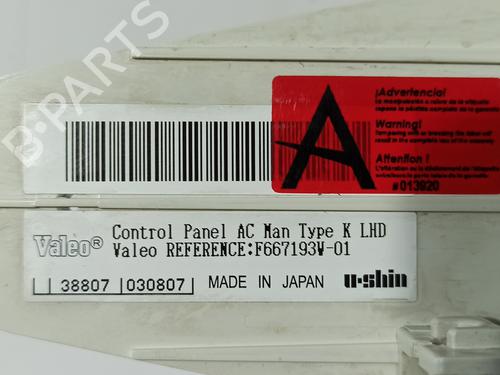 B-PARTS
A
¡Advertencia!
Warning!
Attention !
#013920
Valeo® Control Panel AC Man Type K LHD
Valeo REFERENCE:F667193W-01
38807 030807 MADE IN JAPAN u-shin